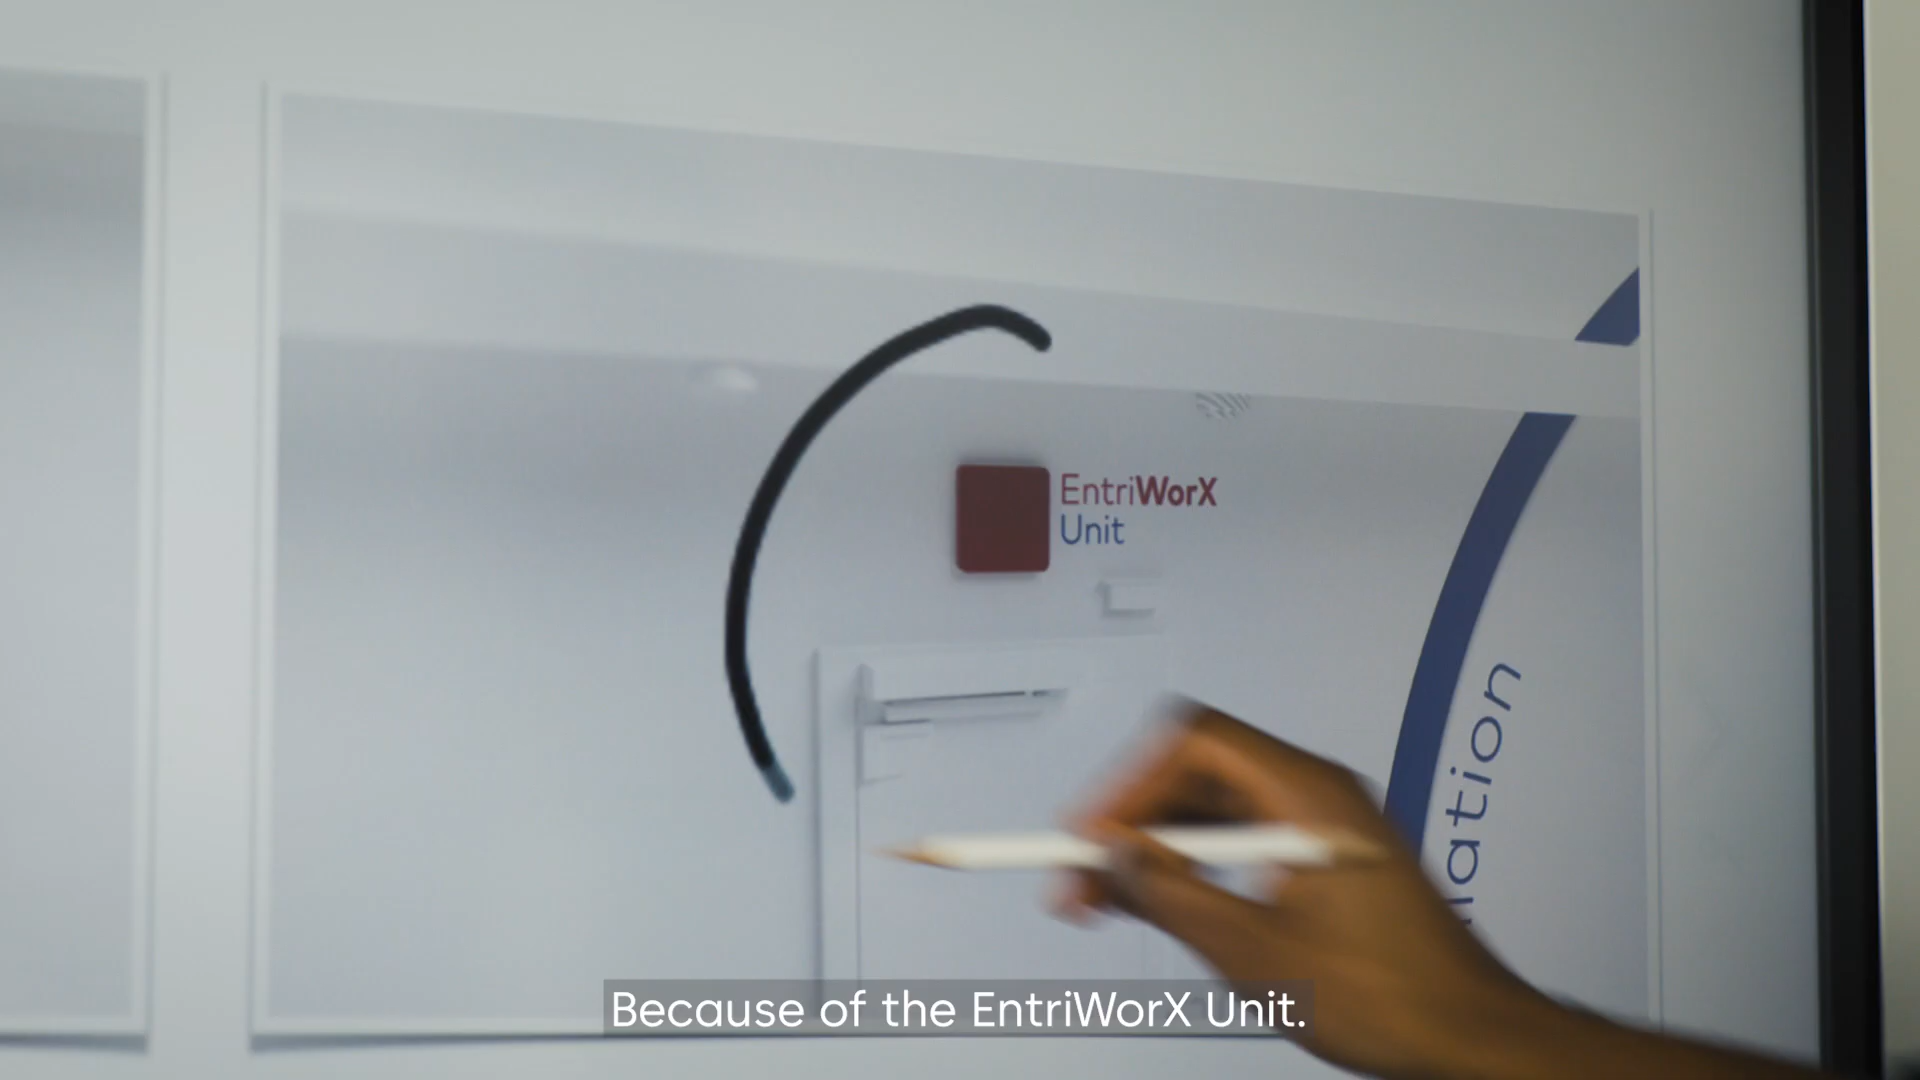 EntriWorX
Unit
ation
Because of the EntriWorX Unit.